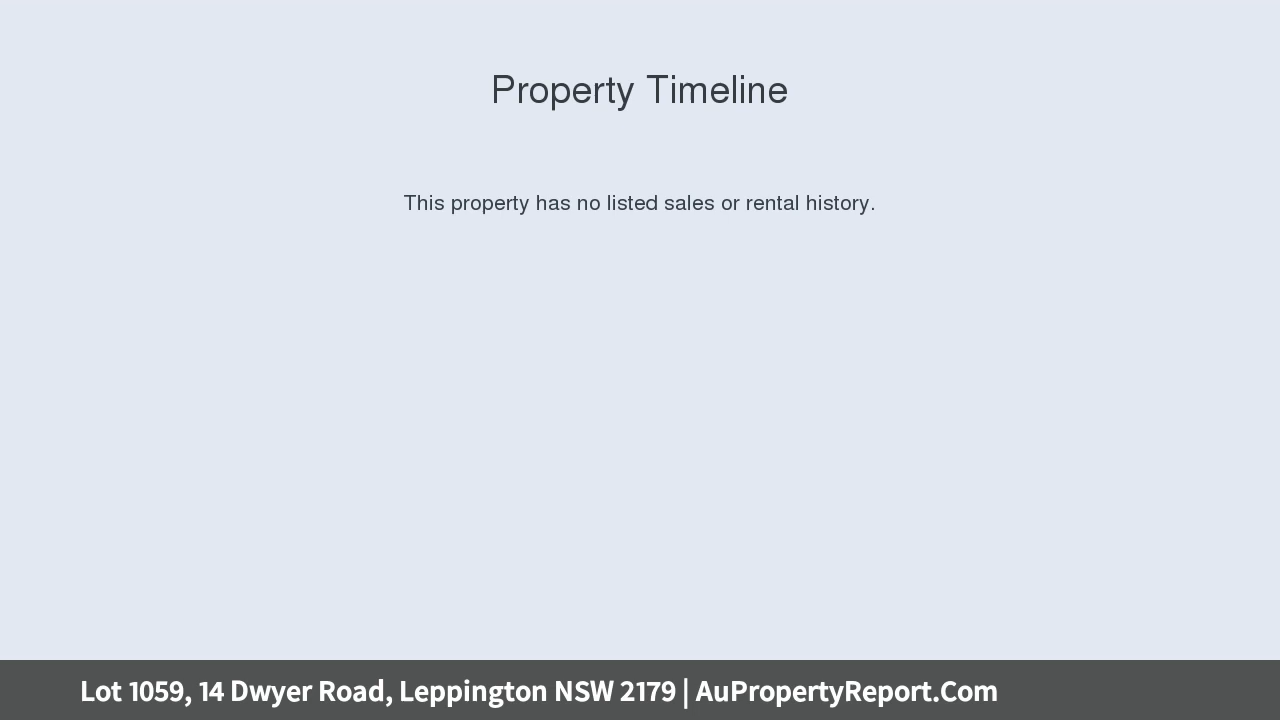 Property Timeline
This property has no listed sales or rental history.
Lot 1059, 14 Dwyer Road, Leppington NSW 2179 | AuPropertyReport.Com